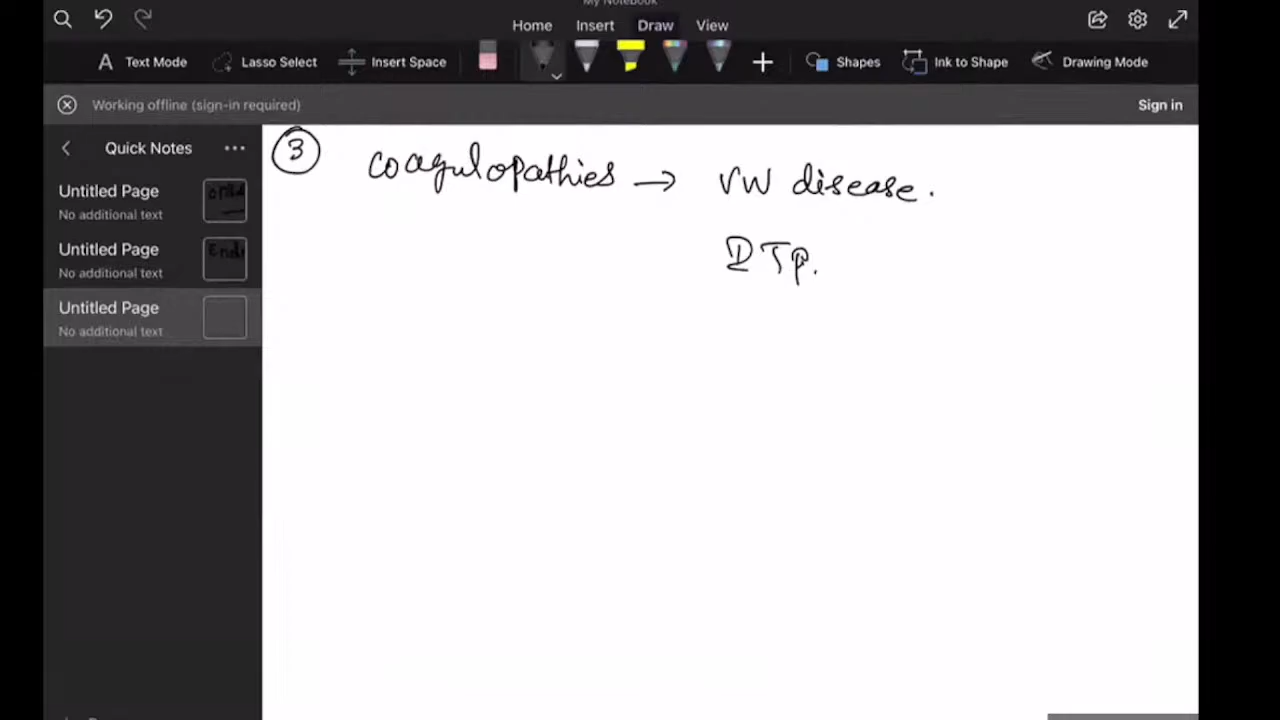 My Notebook
Home Insert Draw View
Text Mode Lasso Select Insert Space Shapes Ink to Shape Drawing Mode
Working offline (sign-in required) Sign in
Quick Notes
Untitled Page
No additional text
Untitled Page
No additional text
Untitled Page
No additional text
3 coagulopathies → VW disease.
ITP.